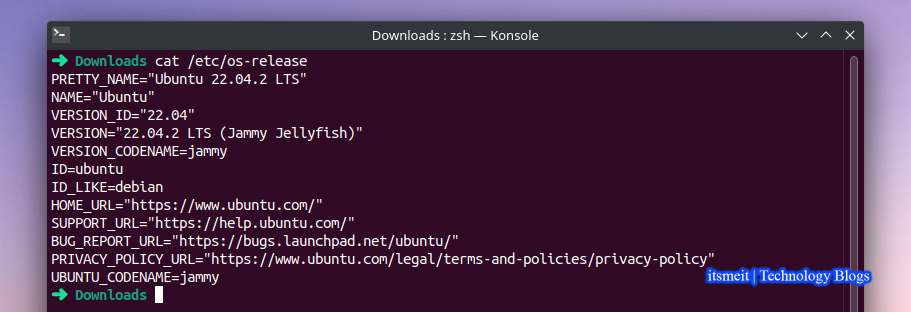 Downloads : zsh — Konsole
➜ Downloads cat /etc/os-release
PRETTY_NAME="Ubuntu 22.04.2 LTS"
NAME="Ubuntu"
VERSION_ID="22.04"
VERSION="22.04.2 LTS (Jammy Jellyfish)"
VERSION_CODENAME=jammy
ID=ubuntu
ID_LIKE=debian
HOME_URL="https://www.ubuntu.com/"
SUPPORT_URL="https://help.ubuntu.com/"
BUG_REPORT_URL="https://bugs.launchpad.net/ubuntu/"
PRIVACY_POLICY_URL="https://www.ubuntu.com/legal/terms-and-policies/privacy-policy"
UBUNTU_CODENAME=jammy
itsmeit | Technology Blogs
➜ Downloads